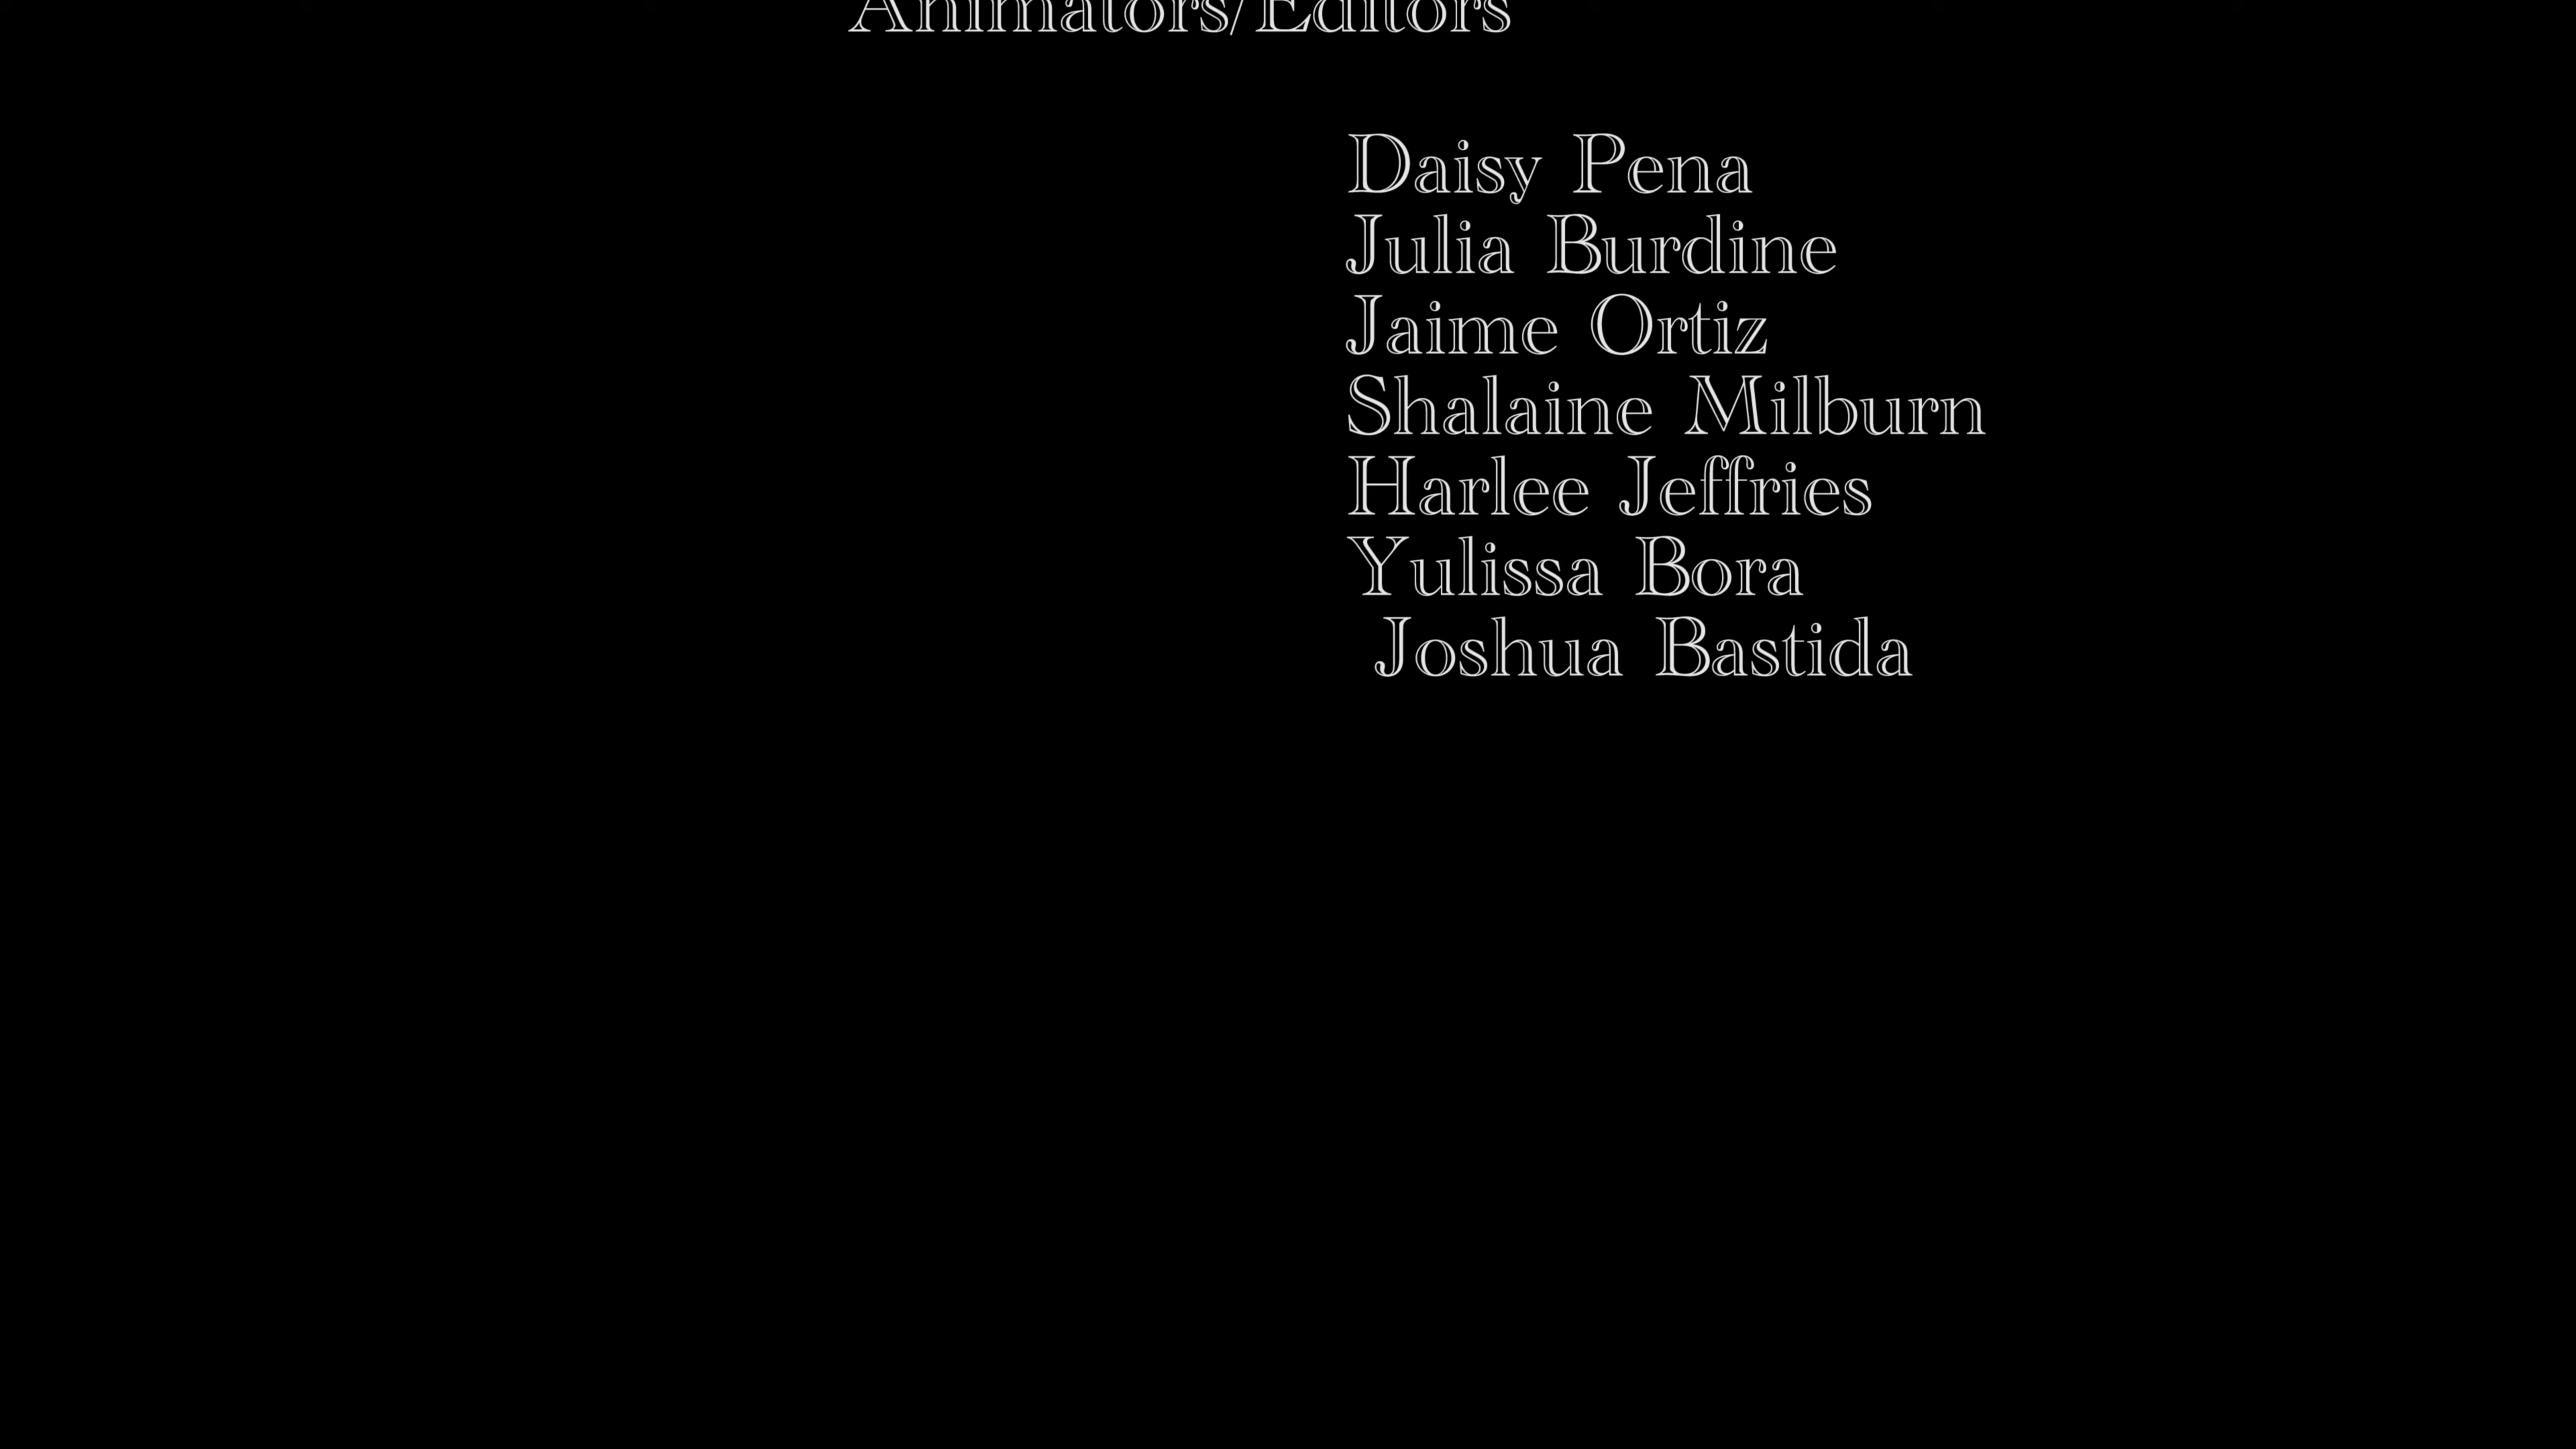 Animators/Editors
Daisy Pena
Julia Burdine
Jaime Ortiz
Shalaine Milburn
Harlee Jeffries
Yulissa Bora
Joshua Bastida